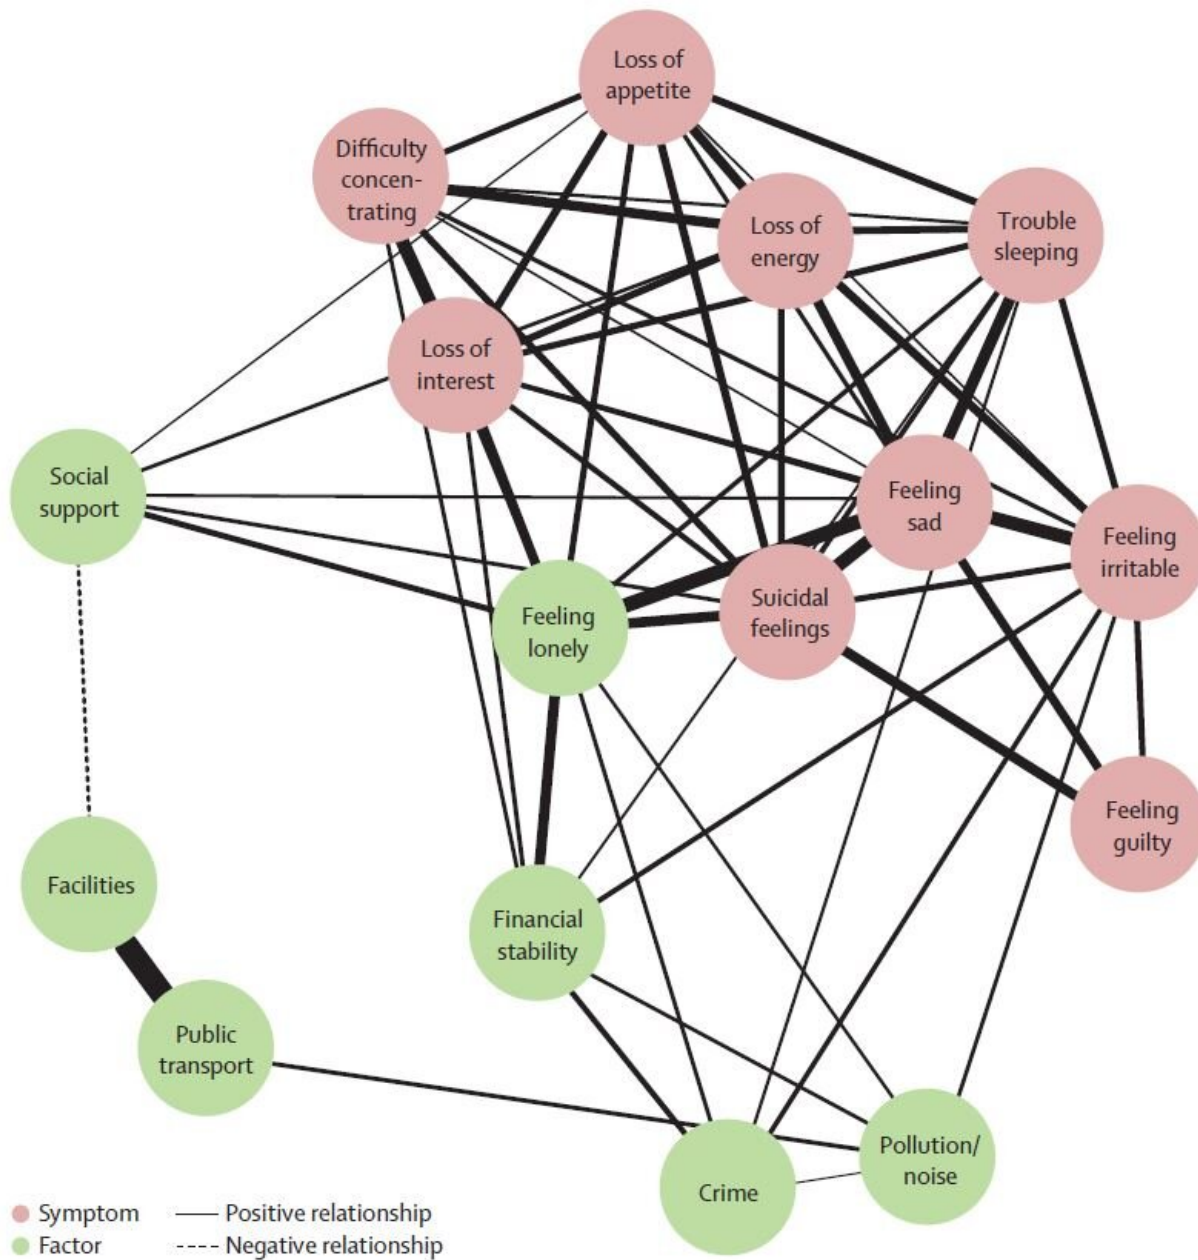 Loss of
appetite
Difficulty
concen-
trating
Loss of
energy
Trouble
sleeping
Loss of
interest
Social
support
Feeling
sad
Feeling
irritable
Feeling
lonely
Suicidal
feelings
Feeling
guilty
Facilities
Financial
stability
Public
transport
Pollution/
noise
Crime
Symptom
Positive relationship
Factor
Negative relationship